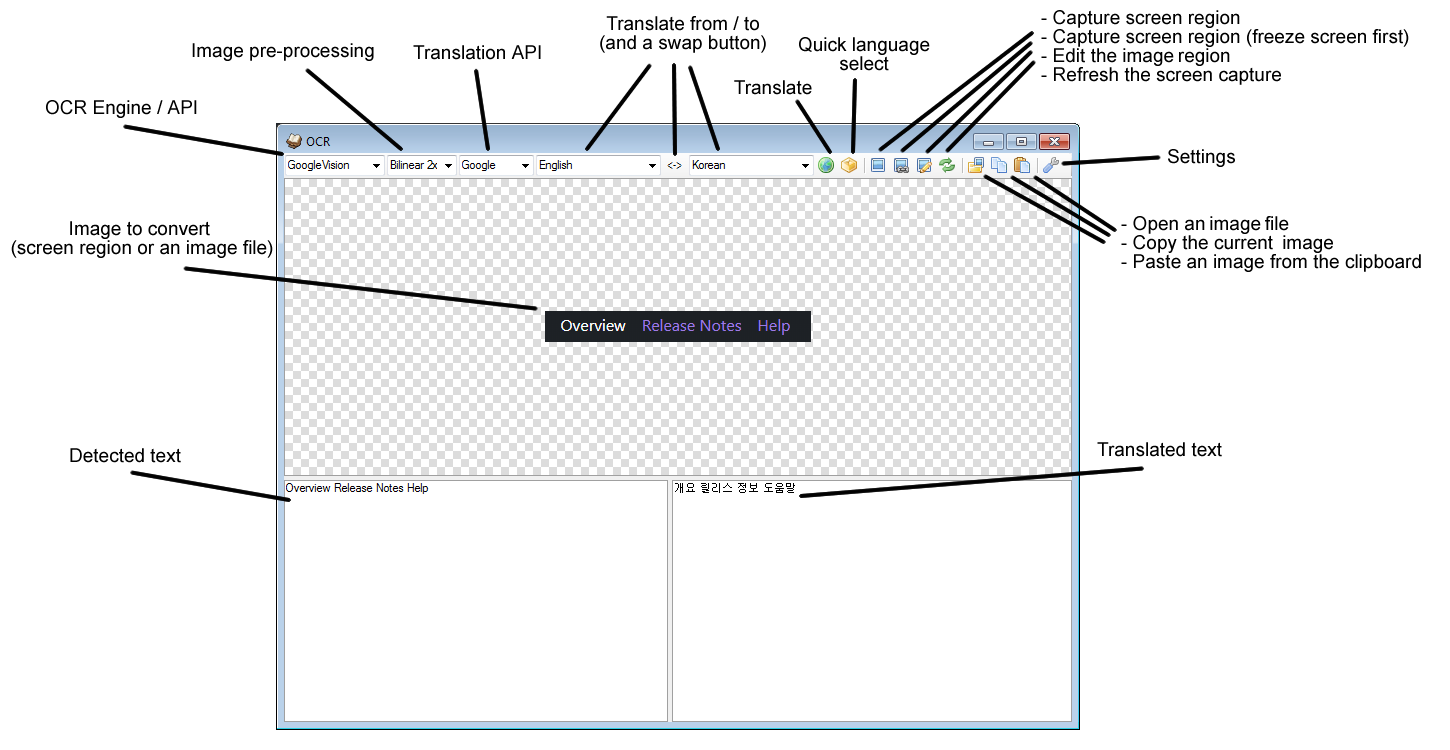 - Capture screen region
Translate from / to
- Capture screen region (freeze screen first)
(and a swap button)
Image pre-processing
Translation API
Quick language
select
- Edit the image region
- Refresh the screen capture
Translate
OCR Engine / API
OCR
GoogleVision
Bilinear 2x
Google
English
<->
Korean
Settings
Image to convert
(screen region or an image file)
- Open an image file
- Copy the current image
- Paste an image from the clipboard
Overview Release Notes Help
Detected text
Translated text
Overview Release Notes Help
개요 릴리스 정보 도움말